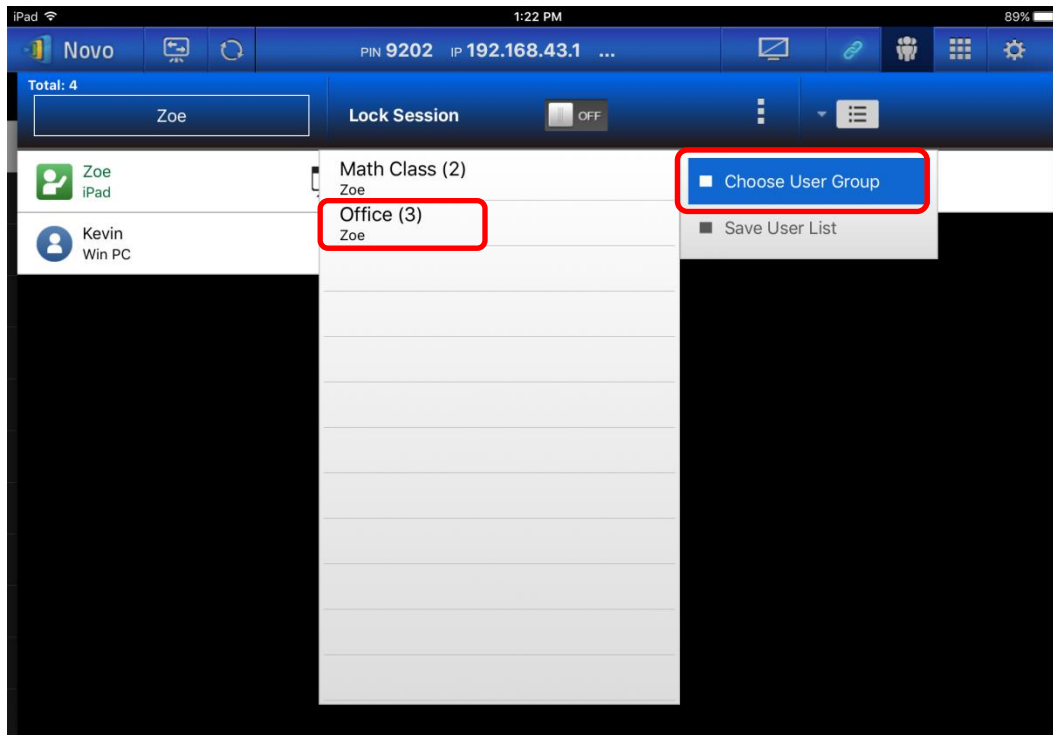 iPad 1:22 PM 89%
Novo PIN 9202 IP 192.168.43.1 ...
Total: 4
Zoe Lock Session OFF
Zoe
iPad
Kevin
Win PC
Math Class (2)
Zoe
Office (3)
Zoe
Choose User Group
Save User List